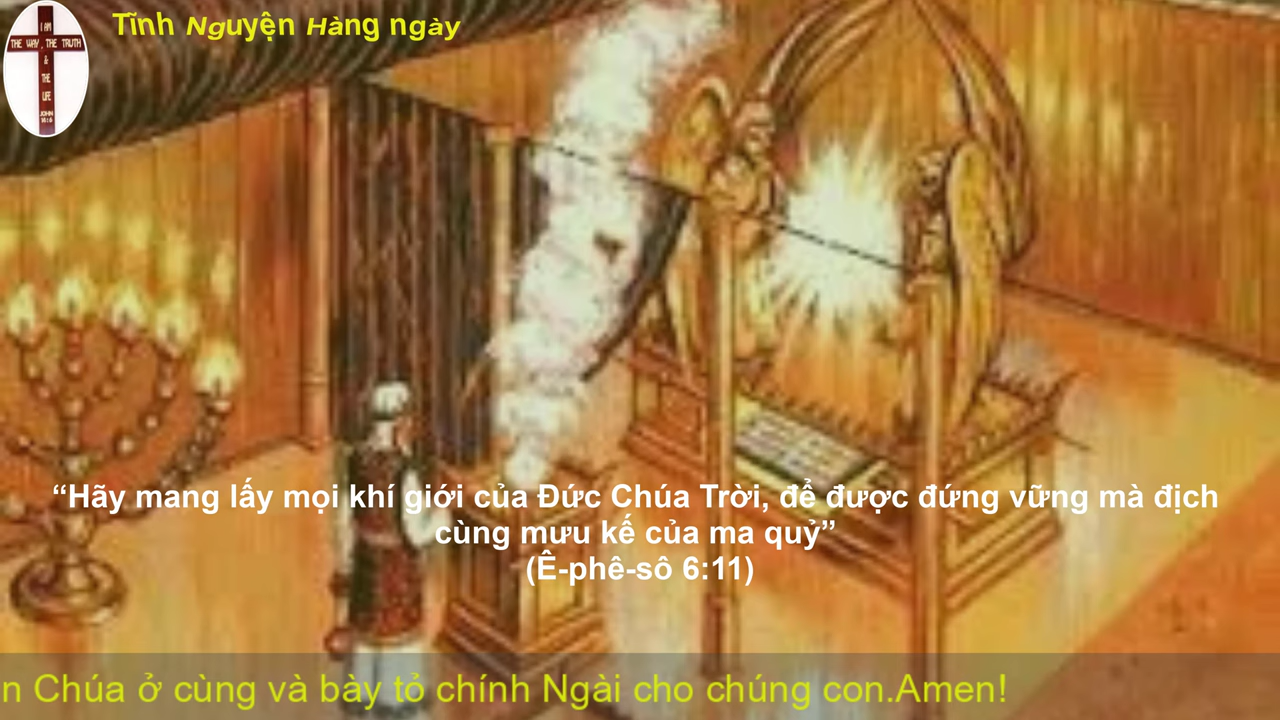 I AM
THE WAY, THE TRUTH
&
THE
LIFE
JOHN
Tĩnh Nguyện Hàng ngày
“Hãy mang lấy mọi khí giới của Đức Chúa Trời, để được đứng vững mà địch
cùng mưu kế của ma quỷ”
(Ê-phê-sô 6:11)
n Chúa ở cùng và bày tỏ chính Ngài cho chúng con.Amen!